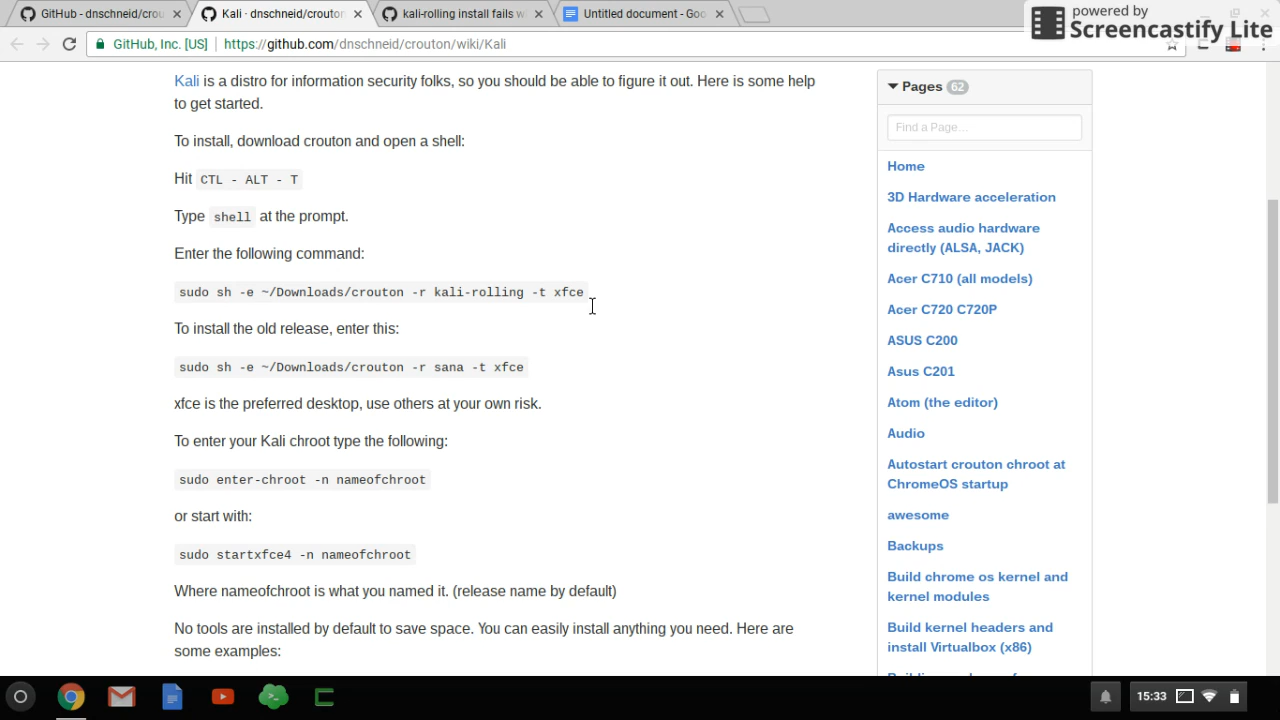 GitHub - dnschneid/crou
Kali · dnschneid/crouton
kali-rolling install fails w
Untitled document - Goo
powered by
Screencastify Lite
GitHub, Inc. [US]
https://github.com/dnschneid/crouton/wiki/Kali
Kali is a distro for information security folks, so you should be able to figure it out. Here is some help
to get started.
To install, download crouton and open a shell:
Hit CTL - ALT - T
Type shell at the prompt.
Enter the following command:
sudo sh -e ~/Downloads/crouton -r kali-rolling -t xfce
To install the old release, enter this:
sudo sh -e ~/Downloads/crouton -r sana -t xfce
xfce is the preferred desktop, use others at your own risk.
To enter your Kali chroot type the following:
sudo enter-chroot -n nameofchroot
or start with:
sudo startxfce4 -n nameofchroot
Where nameofchroot is what you named it. (release name by default)
No tools are installed by default to save space. You can easily install anything you need. Here are
some examples:
Pages 62
Find a Page...
Home
3D Hardware acceleration
Access audio hardware
directly (ALSA, JACK)
Acer C710 (all models)
Acer C720 C720P
ASUS C200
Asus C201
Atom (the editor)
Audio
Autostart crouton chroot at
ChromeOS startup
awesome
Backups
Build chrome os kernel and
kernel modules
Build kernel headers and
install Virtualbox (x86)
15:33